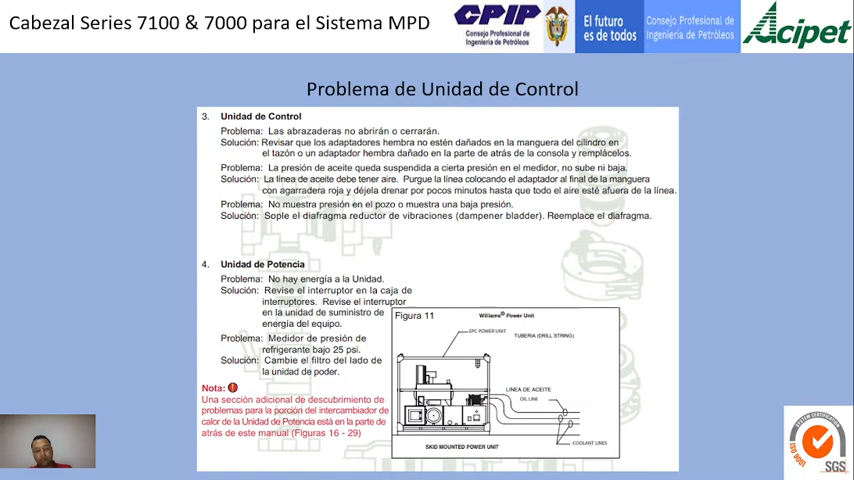 Cabezal Series 7100 & 7000 para el Sistema MPD
CPIP
Consejo Profesional de
Ingeniería de Petróleos
El futuro
es de todos
Consejo Profesional de
Ingeniería de Petróleos
Acipet
Problema de Unidad de Control
3. Unidad de Control
Problema: Las abrazaderas no abrirán o cerrarán.
Solución: Revisar que los adaptadores hembra no estén dañados en la manguera del cilindro en
el tazón o un adaptador hembra dañado en la parte de atrás de la consola y remplácelos.
Problema: La presión de aceite queda suspendida a cierta presión en el medidor, no sube ni baja.
Solución: La línea de aceite debe tener aire. Purgue la línea colocando el adaptador al final de la manguera
con agarradera roja y déjela drenar por pocos minutos hasta que todo el aire esté afuera de la línea.
Problema: No muestra presión en el pozo o muestra una baja presión.
Solución: Sople el diafragma reductor de vibraciones (dampener bladder). Reemplace el diafragma.
4. Unidad de Potencia
Problema: No hay energía a la Unidad.
Solución: Revise el interruptor en la caja de
interruptores. Revise el interruptor
en la unidad de suministro de
energía del equipo.
Problema: Medidor de presión de
refrigerante bajo 25 psi.
Solución: Cambie el filtro del lado de
la unidad de poder.
Nota:
Una sección adicional de descubrimiento de
problemas para la porción del intercambiador de
calor de la Unidad de Potencia está en la parte de
atrás de este manual (Figuras 16 - 29)
Figura 11
Williams® Power Unit
EPC POWER UNIT
TUBERIA (DRILL STRING)
LINEA DE ACEITE
OIL LINE
COOLANT LINES
SKID MOUNTED POWER UNIT
SYSTEM CERTIFICATION
ISO 9001
SGS